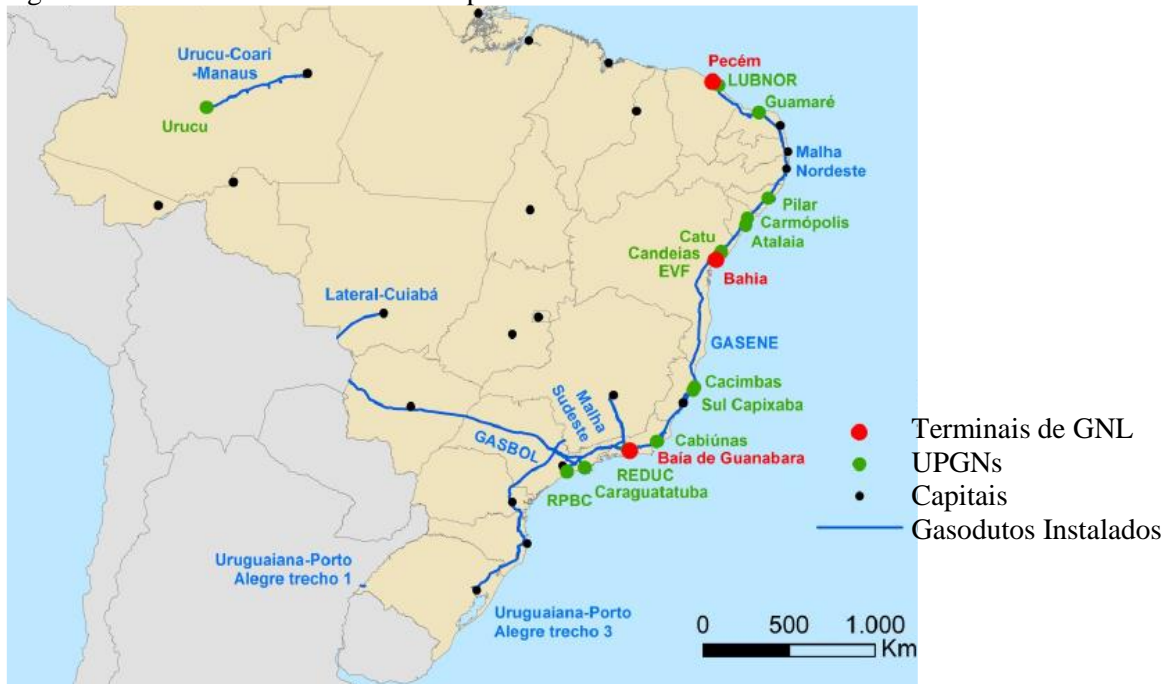 Urucu-Coari
-Manaus
Urucu
Pecém
LUBNOR
Guamaré
Malha
Nordeste
Pilar
Carmópolis
Atalaia
Catu
Candeias
EVF
Bahia
Lateral-Cuiabá
GASENE
Cacimbas
Sul Capixaba
Malha
Sudeste
GASBOL
Cabiúnas
Baía de Guanabara
REDUC
Caraguatatuba
RPBC
Terminais de GNL
UPGNs
Capitais
Gasodutos Instalados
Uruguaiana-Porto
Alegre trecho 1
Uruguaiana-Porto
Alegre trecho 3
0 500 1.000
Km